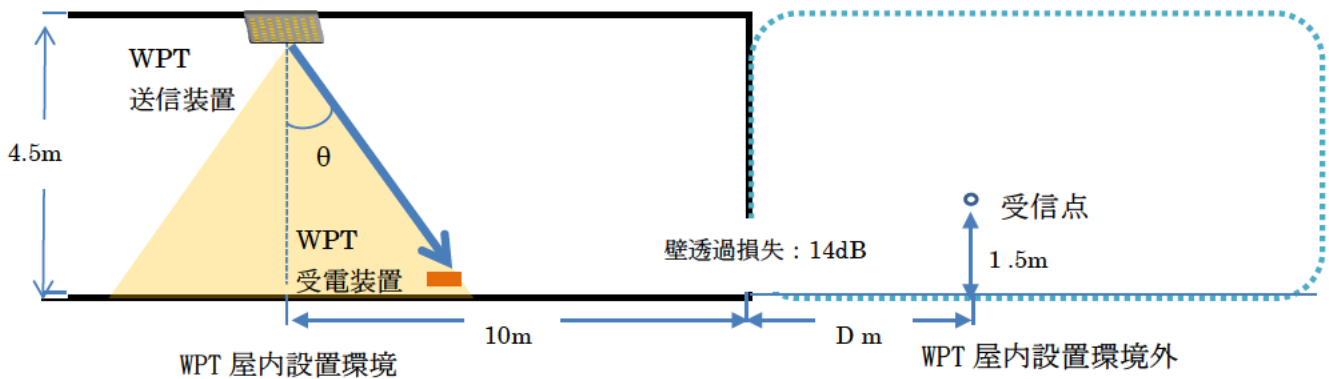 WPT
送信装置
4.5m
θ
WPT
受電装置
壁透過損失：14dB
受信点
1.5m
10m
D m
WPT 屋内設置環境
WPT 屋内設置環境外